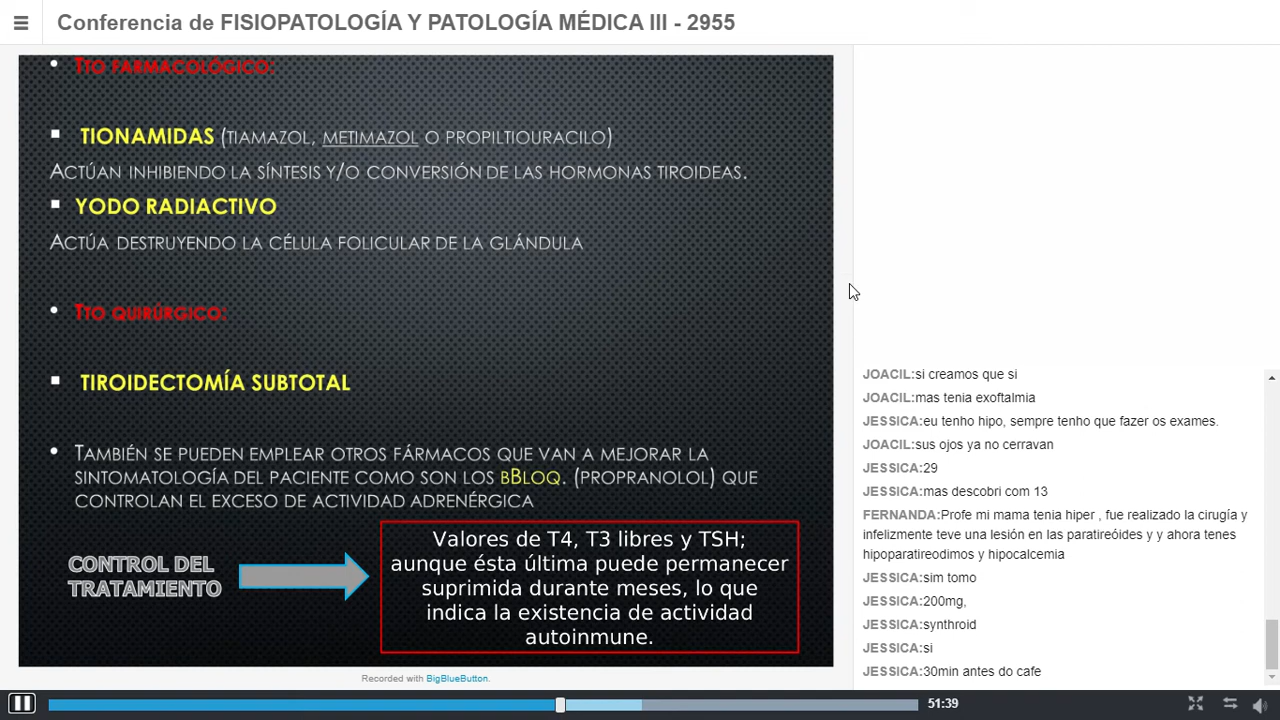 Conferencia de FISIOPATOLOGÍA Y PATOLOGÍA MÉDICA III - 2955
• TTO FARMACOLÓGICO:
▪ TIONAMIDAS (TIAMAZOL, METIMAZOL O PROPILTIOURACILO)
ACTÚAN INHIBIENDO LA SÍNTESIS Y/O CONVERSIÓN DE LAS HORMONAS TIROIDEAS.
▪ YODO RADIACTIVO
ACTÚA DESTRUYENDO LA CÉLULA FOLICULAR DE LA GLÁNDULA
• TTO QUIRÚRGICO:
▪ TIROIDECTOMÍA SUBTOTAL
• TAMBIÉN SE PUEDEN EMPLEAR OTROS FÁRMACOS QUE VAN A MEJORAR LA
SINTOMATOLOGÍA DEL PACIENTE COMO SON LOS BBLOQ. (PROPRANOLOL) QUE
CONTROLAN EL EXCESO DE ACTIVIDAD ADRENÉRGICA
CONTROL DEL
TRATAMIENTO
Valores de T4, T3 libres y TSH;
aunque ésta última puede permanecer
suprimida durante meses, lo que
indica la existencia de actividad
autoinmune.
Recorded with BigBlueButton.
JOACIL:si creamos que si
JOACIL:mas tenia exoftalmia
JESSICA:eu tenho hipo, sempre tenho que fazer os exames.
JOACIL:sus ojos ya no cerravan
JESSICA:29
JESSICA:mas descobri com 13
FERNANDA:Profe mi mama tenia hiper , fue realizado la cirugía y
infelizmente teve una lesión en las paratireóides y y ahora tenes
hipoparatireodimos y hipocalcemia
JESSICA:sim tomo
JESSICA:200mg,
JESSICA:synthroid
JESSICA:si
JESSICA:30min antes do cafe
51:39